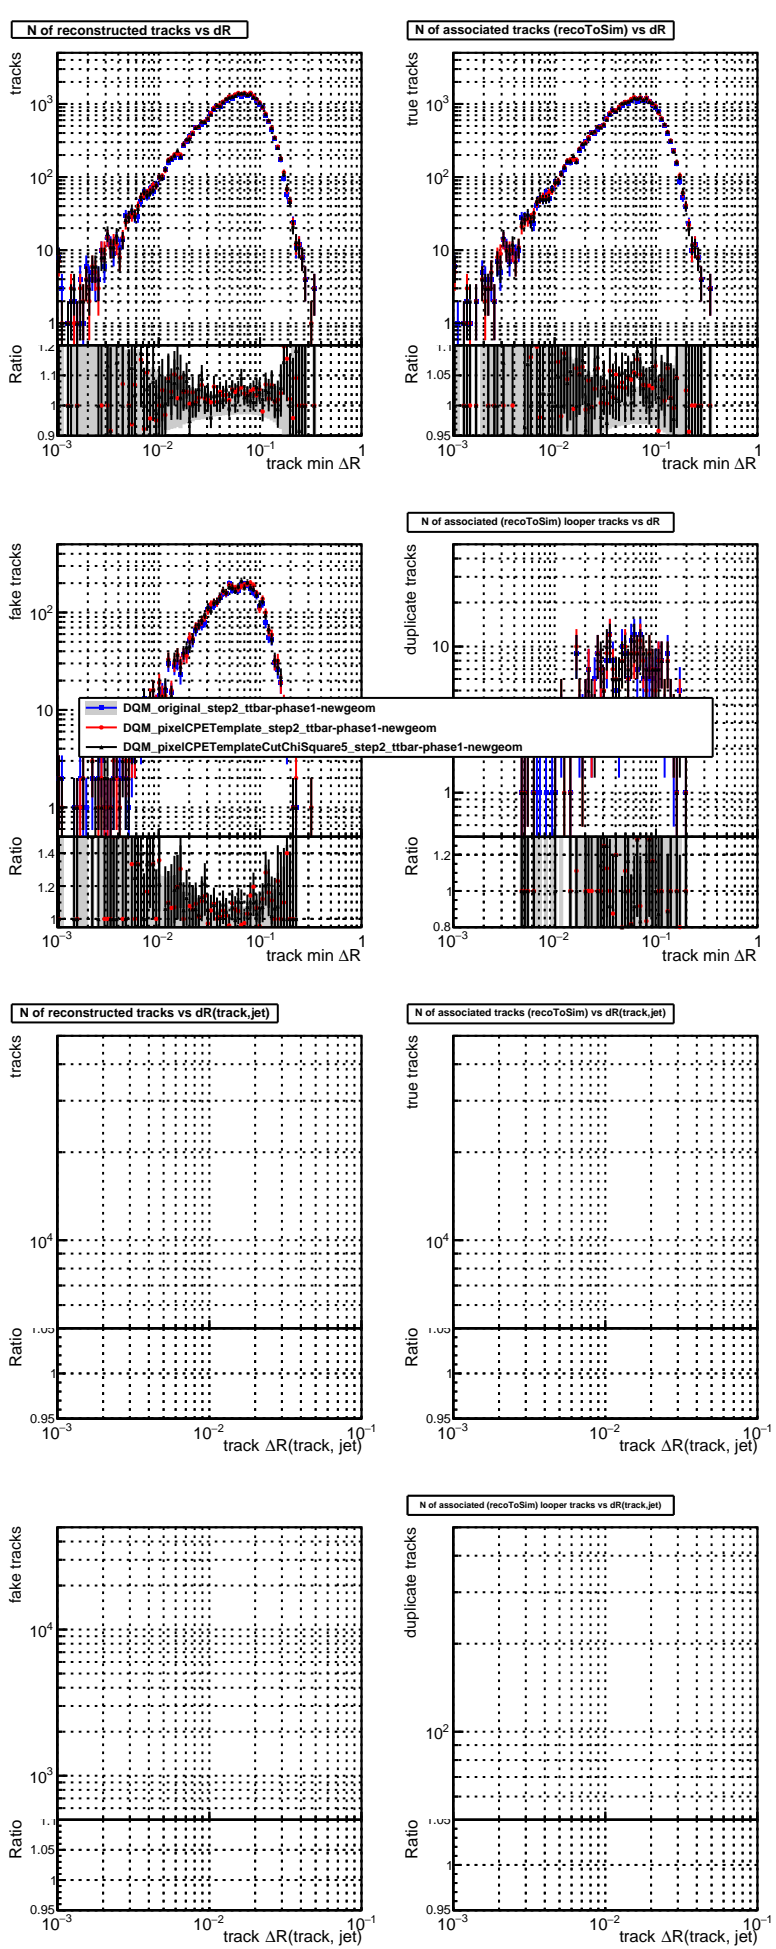 N of reconstructed tracks vs dR
N of associated tracks (recoToSim) vs dR
tracks
10³
10²
10
1
true tracks
10³
10²
10
1
Ratio
1.2
1.1
1
0.9
10⁻³
10⁻²
10⁻¹
1
track min ΔR
Ratio
1.1
1.05
1
0.95
10⁻³
10⁻²
10⁻¹
1
track min ΔR
N of associated (recoToSim) looper tracks vs dR
fake tracks
10²
10
1
duplicate tracks
10
1
DQM_original_step2_ttbar-phase1-newgeom
DQM_pixelCPETemplate_step2_ttbar-phase1-newgeom
DQM_pixelCPETemplateCutChiSquare5_step2_ttbar-phase1-newgeom
Ratio
1.4
1.2
1
10⁻³
10⁻²
10⁻¹
1
track min ΔR
Ratio
1.2
1
0.8
10⁻³
10⁻²
10⁻¹
1
track min ΔR
N of reconstructed tracks vs dR(track,jet)
N of associated tracks (recoToSim) vs dR(track,jet)
tracks
10⁴
true tracks
10⁴
Ratio
1.05
1
0.95
10⁻³
10⁻²
10⁻¹
track ΔR(track, jet)
Ratio
1.05
1
0.95
10⁻³
10⁻²
10⁻¹
track ΔR(track, jet)
N of associated (recoToSim) looper tracks vs dR(track,jet)
fake tracks
10⁴
10³
duplicate tracks
10²
Ratio
1.1
1.05
1
0.95
10⁻³
10⁻²
10⁻¹
track ΔR(track, jet)
Ratio
1.05
1
0.95
10⁻³
10⁻²
10⁻¹
track ΔR(track, jet)